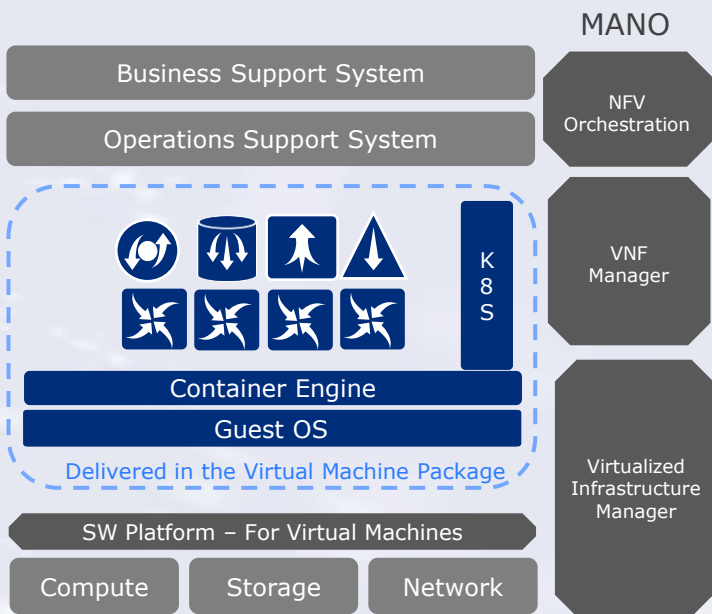 MANO
Business Support System
Operations Support System
NFV
Orchestration
VNF
Manager
K
8
S
Container Engine
Guest OS
Delivered in the Virtual Machine Package
Virtualized
Infrastructure
Manager
SW Platform – For Virtual Machines
Compute
Storage
Network